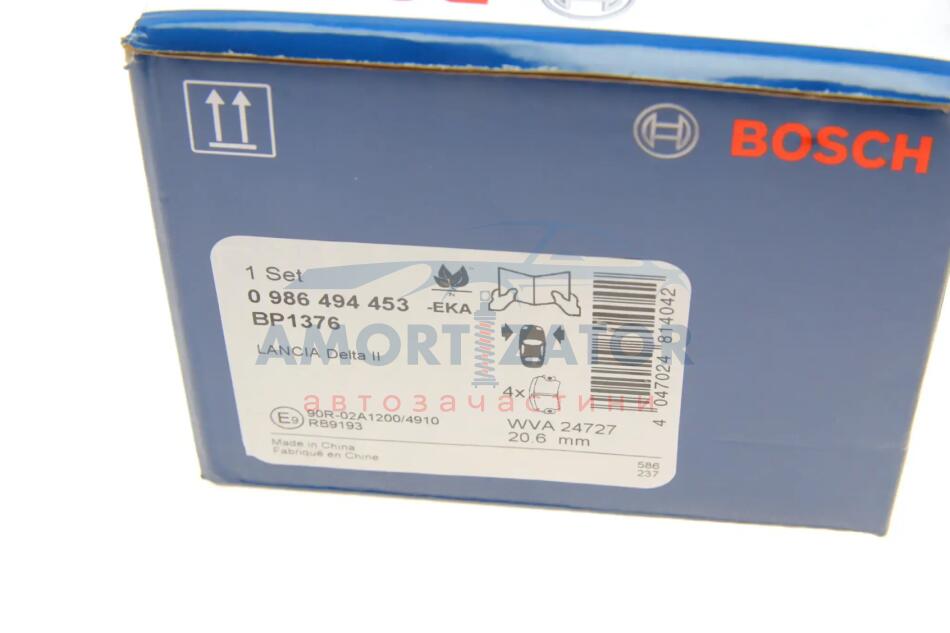 BOSCH
1 Set
0 986 494 453
BP1376
-EKA
LANCIA Delta II
AMORTIZATOR
автозапчастини
4x
E9
90R-02A1200/4910
RB9193
WVA 24727
20.6 mm
Made in China
Fabriqué en Chine
586
237
4 047024 814042